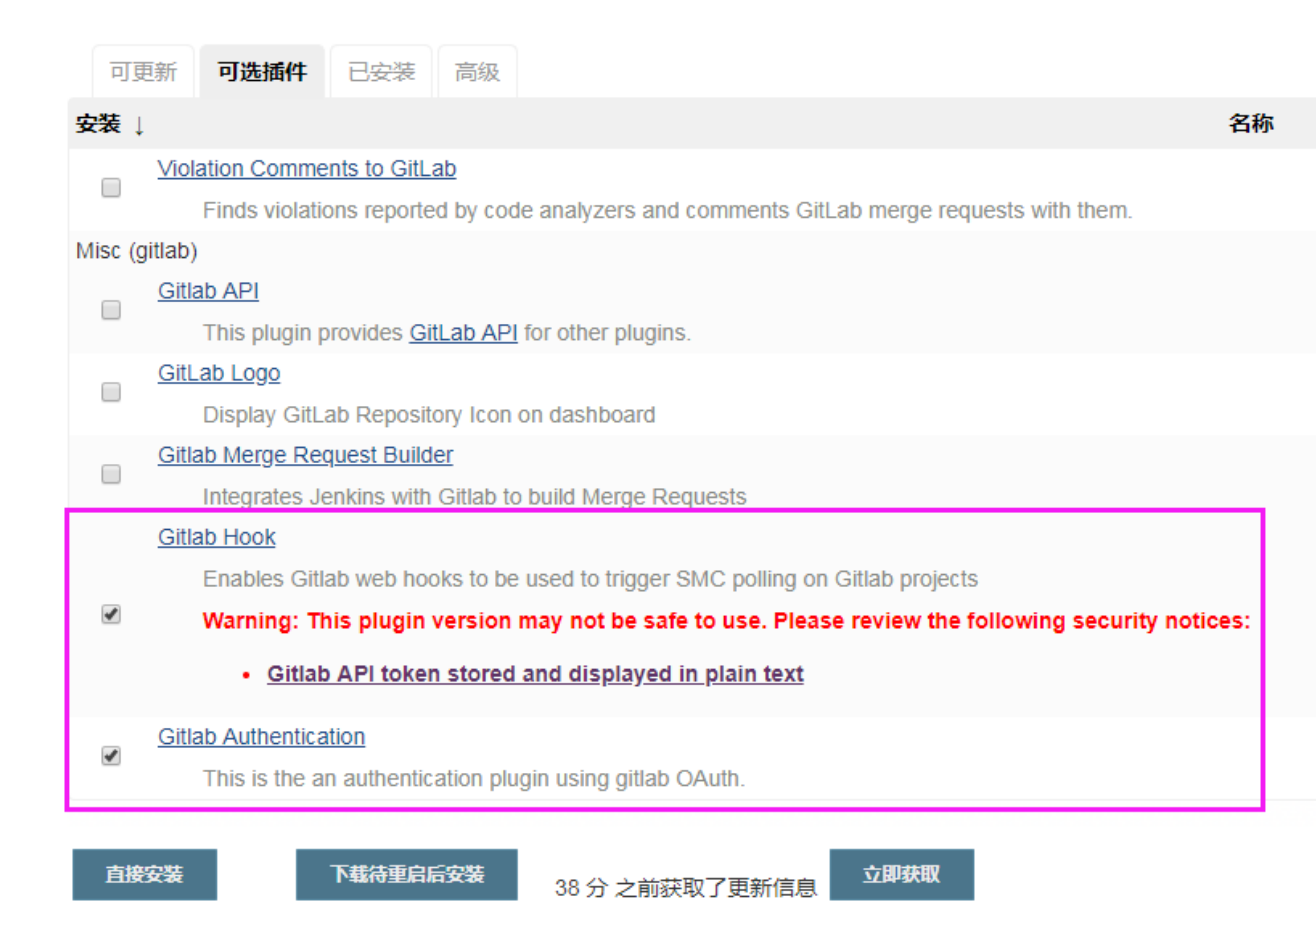 可更新 可选插件 已安装 高级
安装 ↓ 名称
Violation Comments to GitLab
Finds violations reported by code analyzers and comments GitLab merge requests with them.
Misc (gitlab)
Gitlab API
This plugin provides GitLab API for other plugins.
GitLab Logo
Display GitLab Repository Icon on dashboard
Gitlab Merge Request Builder
Integrates Jenkins with Gitlab to build Merge Requests
Gitlab Hook
Enables Gitlab web hooks to be used to trigger SMC polling on Gitlab projects
Warning: This plugin version may not be safe to use. Please review the following security notices:
• Gitlab API token stored and displayed in plain text
Gitlab Authentication
This is the an authentication plugin using gitlab OAuth.
直接安装 下载待重启后安装 38 分 之前获取了更新信息 立即获取